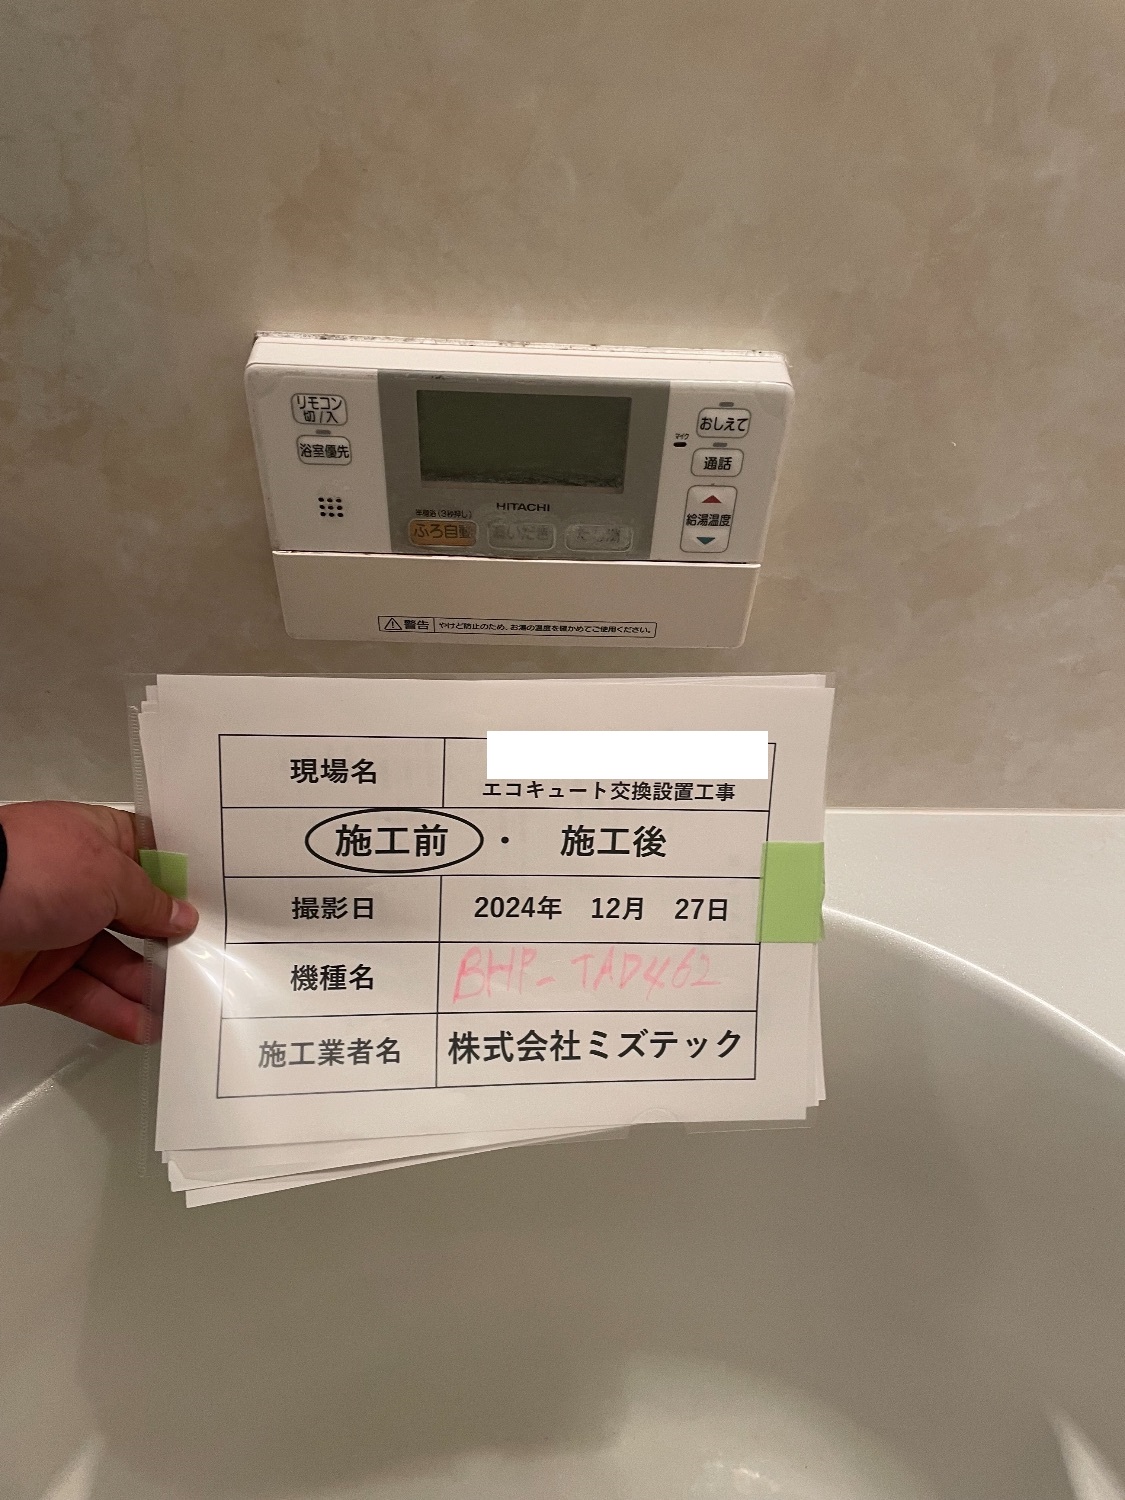 リモコン
切/入
浴室優先
おしえて
マイク
通話
給湯温度
HITACHI
ふろ自動
警告 やけど防止のため、お湯の温度を確かめてご使用ください。
現場名
エコキュート交換設置工事
施工前 ・ 施工後
撮影日 2024年 12月 27日
機種名 BHP-TAD462
施工業者名 株式会社ミズテック